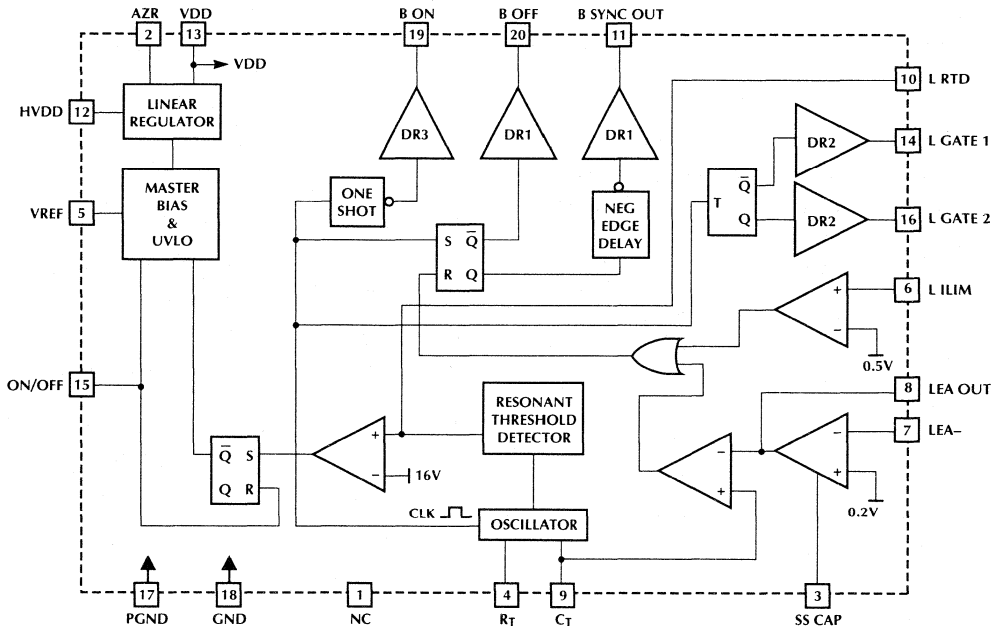 AZR VDD B ON B OFF B SYNC OUT
2 13 19 20 11
VDD
10 L RTD
HVDD 12
LINEAR
REGULATOR
DR3 DR1 DR1
DR2 14 L GATE 1
MASTER
BIAS
&
UVLO
ONE
SHOT
NEG
EDGE
DELAY
T Q̅
Q
VREF 5
DR2 16 L GATE 2
S Q̅
R Q
+ 6 L ILIM
−
0.5V
ON/OFF 15
8 LEA OUT
RESONANT
THRESHOLD
DETECTOR
− 7 LEA−
+
0.2V
+
− 16V
Q̅ S
Q R
−
+
CLK
OSCILLATOR
17 18 1 4 9 3
PGND GND NC RT CT SS CAP